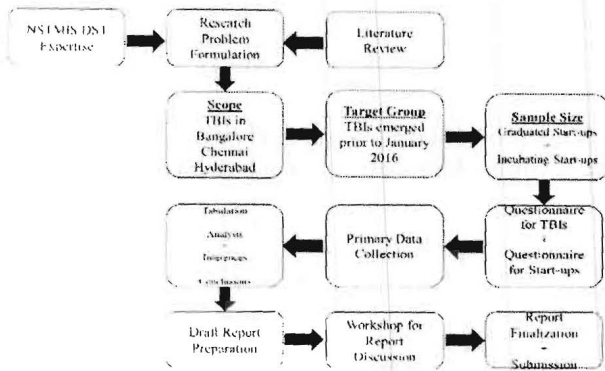 NSTMIS DST
Expertise
Research
Problem
Formulation
Literature
Review
Scope
TBIs in
Bangalore
Chennai
Hyderabad
Target Group
TBIs emerged
prior to January
2016
Sample Size
Graduated Start-ups
+
Incubating Start-ups
Questionnaire
for TBIs
+
Questionnaire
for Start-ups
Primary Data
Collection
Tabulation
Analysis
Inferences
Conclusions
Draft Report
Preparation
Workshop for
Report
Discussion
Report
Finalization
+
Submission